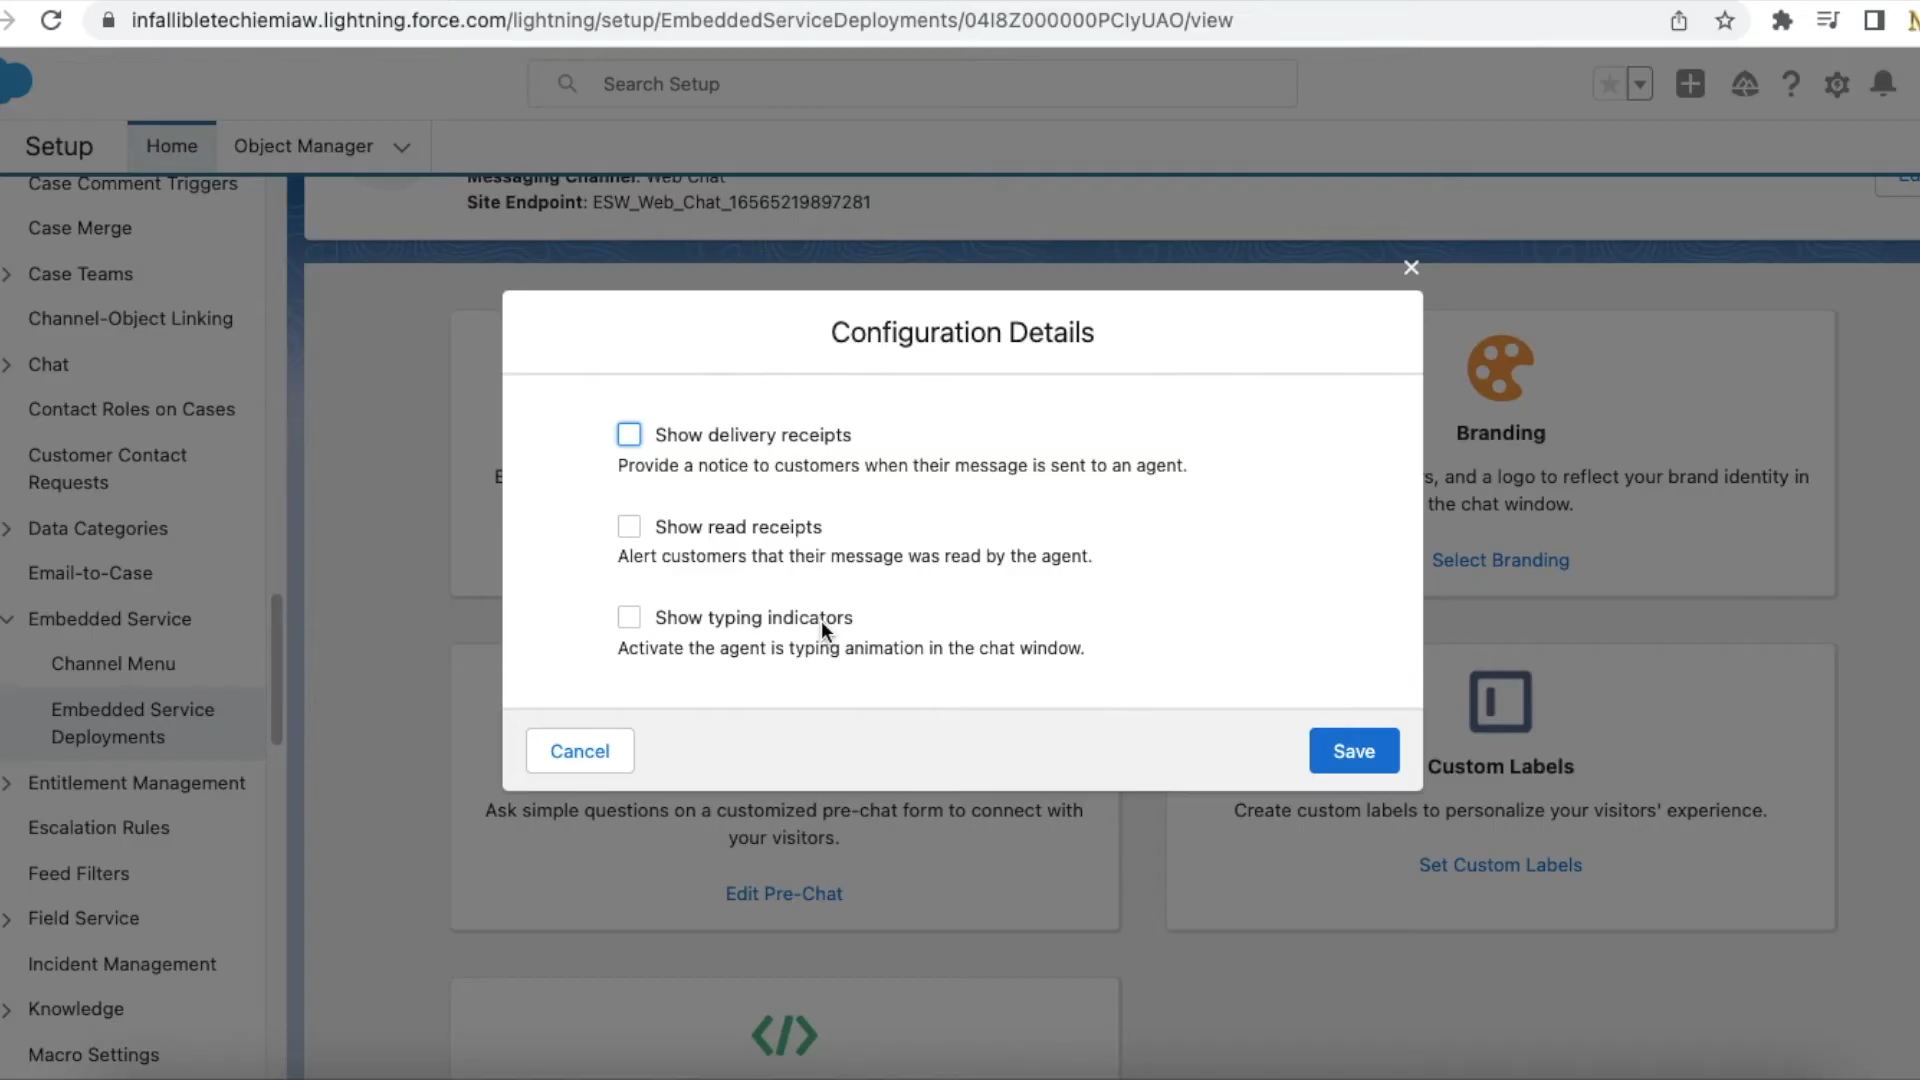 infallibletechiemiaw.lightning.force.com/lightning/setup/EmbeddedServiceDeployments/04I8Z000000PCIyUAO/view
Search Setup
Setup
Home
Object Manager
Case Comment Triggers
Case Merge
Case Teams
Channel-Object Linking
Chat
Contact Roles on Cases
Customer Contact
Requests
Data Categories
Email-to-Case
Embedded Service
Channel Menu
Embedded Service
Deployments
Entitlement Management
Escalation Rules
Feed Filters
Field Service
Incident Management
Knowledge
Macro Settings
Messaging Channel: Web Chat
Site Endpoint: ESW_Web_Chat_16565219897281
Configuration Details
Show delivery receipts
Provide a notice to customers when their message is sent to an agent.
Show read receipts
Alert customers that their message was read by the agent.
Show typing indicators
Activate the agent is typing animation in the chat window.
Cancel
Save
Branding
s, and a logo to reflect your brand identity in
the chat window.
Select Branding
Ask simple questions on a customized pre-chat form to connect with
your visitors.
Edit Pre-Chat
Custom Labels
Create custom labels to personalize your visitors' experience.
Set Custom Labels